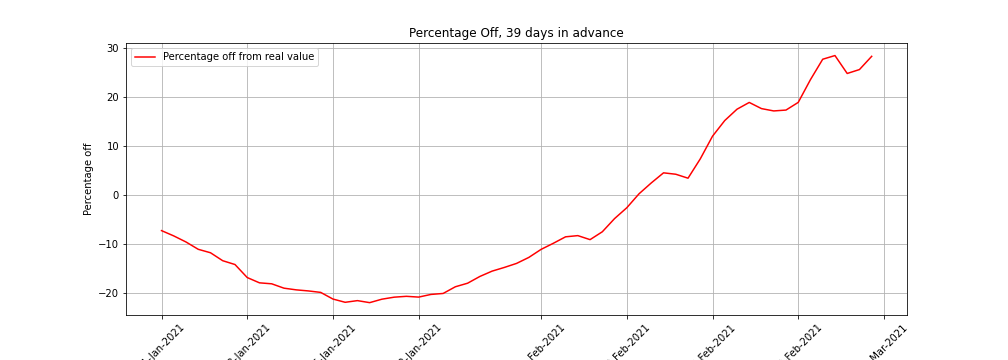 Percentage Off, 39 days in advance
Percentage off from real value
Percentage off
30
20
10
0
−10
−20
-Jan-2021
-Jan-2021
-Jan-2021
-Jan-2021
Feb-2021
Feb-2021
Feb-2021
Feb-2021
Mar-2021